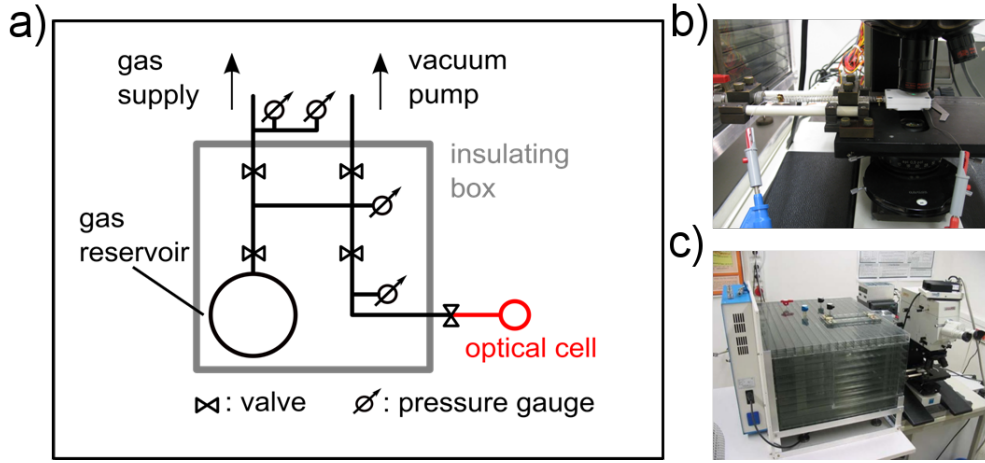 a)
gas
supply
vacuum
pump
insulating
box
gas
reservoir
optical cell
: valve
: pressure gauge
b)
c)